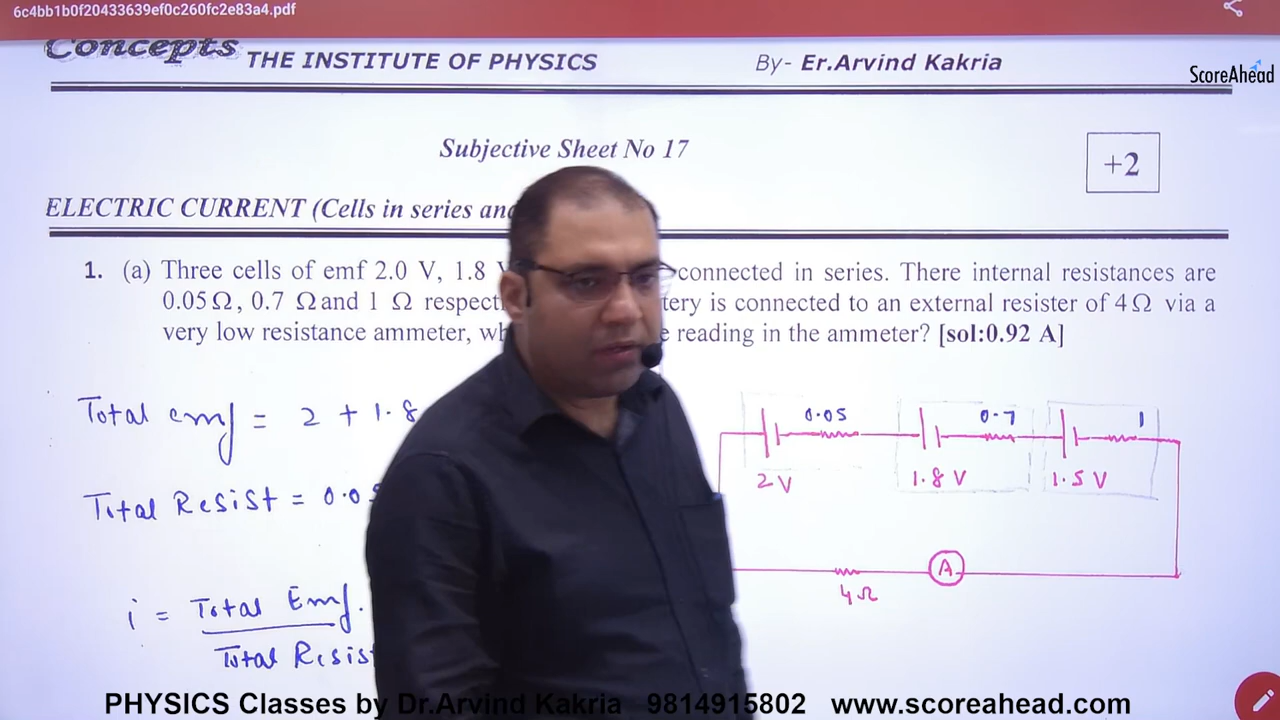 6c4bb1b0f20433639ef0c260fc2e83a4.pdf
Concepts THE INSTITUTE OF PHYSICS By- Er.Arvind Kakria
ScoreAhead
Subjective Sheet No 17
+2
ELECTRIC CURRENT (Cells in series an
1. (a) Three cells of emf 2.0 V, 1.8 connected in series. There internal resistances are
0.05Ω, 0.7 Ωand 1 Ω respect tery is connected to an external resister of 4Ω via a
very low resistance ammeter, wh e reading in the ammeter? [sol:0.92 A]
Total emf = 2 + 1.8
Total Resist = 0.0
i = Total Emf.
Total Resis
0.05 0.7 1
2V 1.8 V 1.5 V
A
4Ω
PHYSICS Classes by Dr.Arvind Kakria 9814915802 www.scoreahead.com